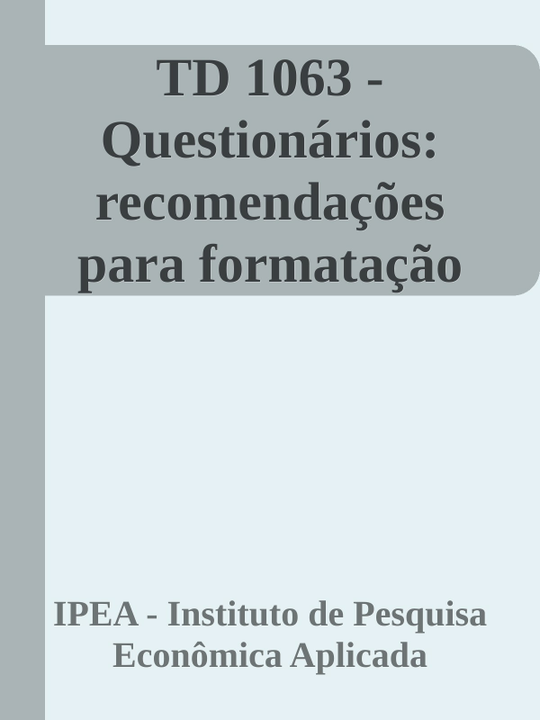 TD 1063 -
Questionários:
recomendações
para formatação
IPEA - Instituto de Pesquisa
Econômica Aplicada